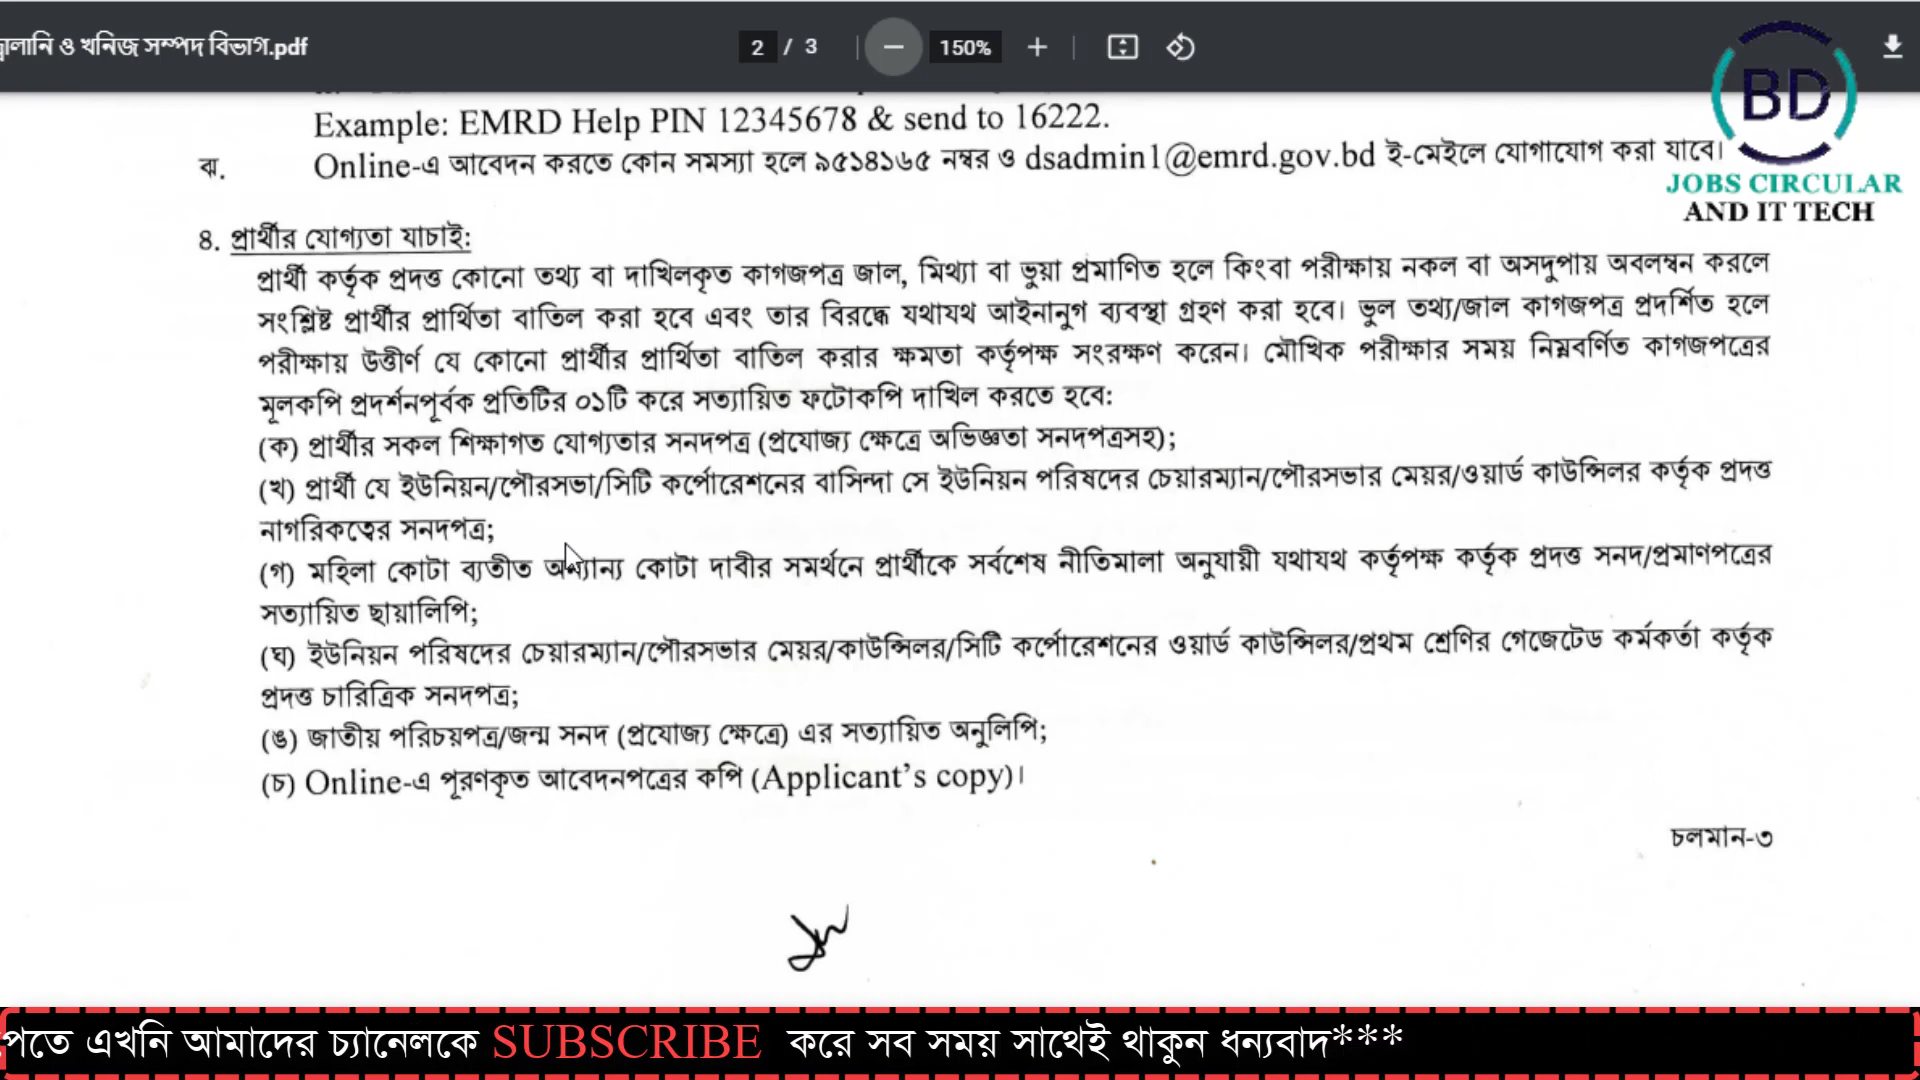 জ্বালানি ও খনিজ সম্পদ বিভাগ.pdf
2 / 3
150%
BD
JOBS CIRCULAR
AND IT TECH
Example: EMRD Help PIN 12345678 & send to 16222.
ঝ. Online-এ আবেদন করতে কোন সমস্যা হলে ৯৫১৪১৬৫ নম্বর ও dsadmin1@emrd.gov.bd ই-মেইলে যোগাযোগ করা যাবে।
৪. প্রার্থীর যোগ্যতা যাচাই:
প্রার্থী কর্তৃক প্রদত্ত কোনো তথ্য বা দাখিলকৃত কাগজপত্র জাল, মিথ্যা বা ভুয়া প্রমাণিত হলে কিংবা পরীক্ষায় নকল বা অসদুপায় অবলম্বন করলে
সংশ্লিষ্ট প্রার্থীর প্রার্থিতা বাতিল করা হবে এবং তার বিরদ্ধে যথাযথ আইনানুগ ব্যবস্থা গ্রহণ করা হবে। ভুল তথ্য/জাল কাগজপত্র প্রদর্শিত হলে
পরীক্ষায় উত্তীর্ণ যে কোনো প্রার্থীর প্রার্থিতা বাতিল করার ক্ষমতা কর্তৃপক্ষ সংরক্ষণ করেন। মৌখিক পরীক্ষার সময় নিম্নবর্ণিত কাগজপত্রের
মূলকপি প্রদর্শনপূর্বক প্রতিটির ০১টি করে সত্যায়িত ফটোকপি দাখিল করতে হবে:
(ক) প্রার্থীর সকল শিক্ষাগত যোগ্যতার সনদপত্র (প্রযোজ্য ক্ষেত্রে অভিজ্ঞতা সনদপত্রসহ);
(খ) প্রার্থী যে ইউনিয়ন/পৌরসভা/সিটি কর্পোরেশনের বাসিন্দা সে ইউনিয়ন পরিষদের চেয়ারম্যান/পৌরসভার মেয়র/ওয়ার্ড কাউন্সিলর কর্তৃক প্রদত্ত
নাগরিকত্বের সনদপত্র;
(গ) মহিলা কোটা ব্যতীত অন্যান্য কোটা দাবীর সমর্থনে প্রার্থীকে সর্বশেষ নীতিমালা অনুযায়ী যথাযথ কর্তৃপক্ষ কর্তৃক প্রদত্ত সনদ/প্রমাণপত্রের
সত্যায়িত ছায়ালিপি;
(ঘ) ইউনিয়ন পরিষদের চেয়ারম্যান/পৌরসভার মেয়র/কাউন্সিলর/সিটি কর্পোরেশনের ওয়ার্ড কাউন্সিলর/প্রথম শ্রেণির গেজেটেড কর্মকর্তা কর্তৃক
প্রদত্ত চারিত্রিক সনদপত্র;
(ঙ) জাতীয় পরিচয়পত্র/জন্ম সনদ (প্রযোজ্য ক্ষেত্রে) এর সত্যায়িত অনুলিপি;
(চ) Online-এ পূরণকৃত আবেদনপত্রের কপি (Applicant’s copy)।
চলমান-৩
পেতে এখনি আমাদের চ্যানেলকে SUBSCRIBE করে সব সময় সাথেই থাকুন ধন্যবাদ***